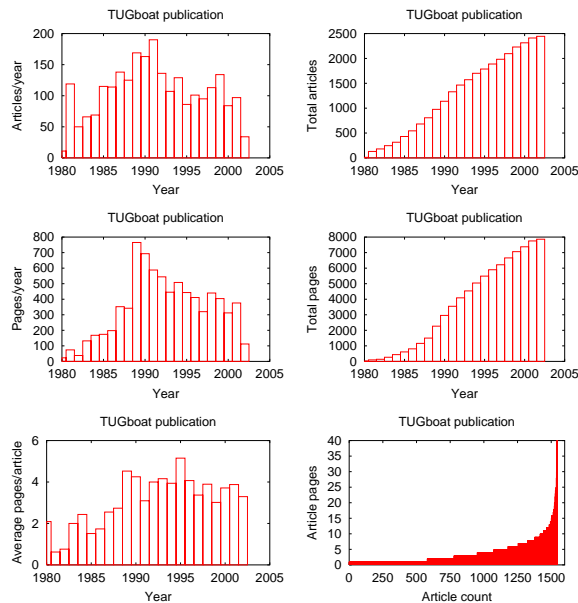 TUGboat publication
Articles/year
200
150
100
50
0
1980 1985 1990 1995 2000 2005
Year
TUGboat publication
Total articles
2500
2000
1500
1000
500
0
1980 1985 1990 1995 2000 2005
Year
TUGboat publication
Pages/year
800
700
600
500
400
300
200
100
0
1980 1985 1990 1995 2000 2005
Year
TUGboat publication
Total pages
8000
7000
6000
5000
4000
3000
2000
1000
0
1980 1985 1990 1995 2000 2005
Year
TUGboat publication
Average pages/article
6
4
2
0
1980 1985 1990 1995 2000 2005
Year
TUGboat publication
Article pages
40
35
30
25
20
15
10
5
0
0 250 500 750 1000 1250 1500
Article count